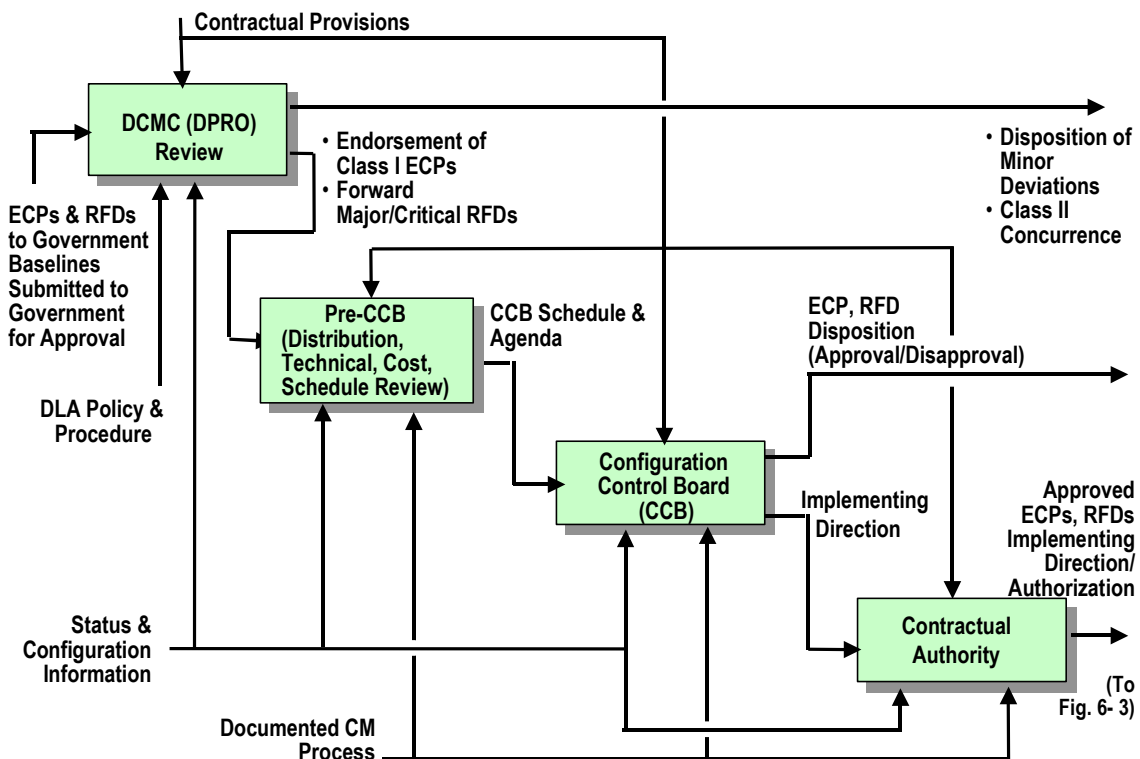 Contractual Provisions
DCMC (DPRO)
Review
• Endorsement of
Class I ECPs
• Forward
Major/Critical RFDs
• Disposition of
Minor
Deviations
• Class II
Concurrence
ECPs & RFDs
to Government
Baselines
Submitted to
Government
for Approval
Pre-CCB
(Distribution,
Technical, Cost,
Schedule Review)
CCB Schedule &
Agenda
ECP, RFD
Disposition
(Approval/Disapproval)
DLA Policy &
Procedure
Configuration
Control Board
(CCB)
Implementing
Direction
Approved
ECPs, RFDs
Implementing
Direction/
Authorization
Contractual
Authority
Status &
Configuration
Information
(To
Fig. 6- 3)
Documented CM
Process